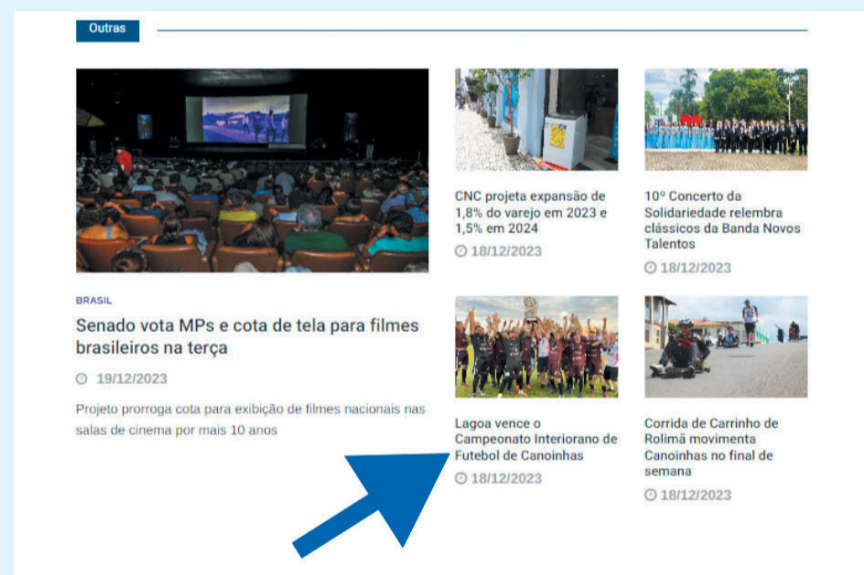 Outras
BRASIL
Senado vota MPs e cota de tela para filmes
brasileiros na terça
19/12/2023
Projeto prorroga cota para exibição de filmes nacionais nas
salas de cinema por mais 10 anos
CNC projeta expansão de
1,8% do varejo em 2023 e
1,5% em 2024
18/12/2023
10º Concerto da
Solidariedade relembra
clássicos da Banda Novos
Talentos
18/12/2023
Lagoa vence o
Campeonato Interiorano de
Futebol de Canoinhas
18/12/2023
Corrida de Carrinho de
Rolimã movimenta
Canoinhas no final de
semana
18/12/2023